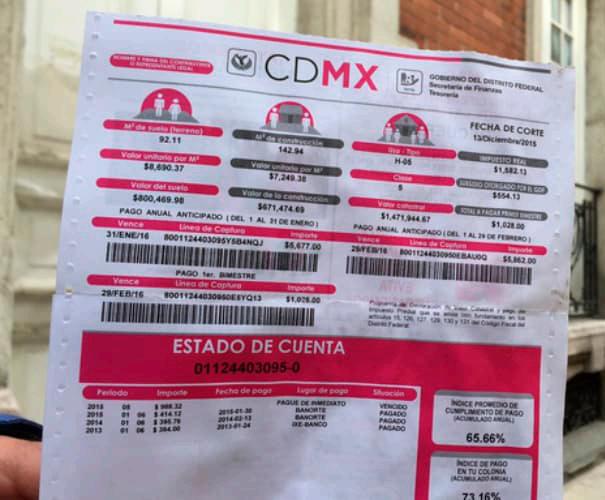 NOMBRE Y FIRMA DEL CONTRIBUYENTE
O REPRESENTANTE LEGAL
CDMX
GOBIERNO DEL DISTRITO FEDERAL
Secretaría de Finanzas
Tesorería
M² de suelo (terreno)
92.11
M² de construcción
142.94
Uso - Tipo
H-05
FECHA DE CORTE
13/Diciembre/2015
Valor unitario por M²
$8,690.37
Valor unitario por M²
$7,249.38
Clase
5
IMPUESTO REAL
$1,582.13
SUBSIDIO OTORGADO POR EL GDF
$554.13
Valor del suelo
$800,469.98
Valor de la construcción
$671,474.69
Valor catastral
$1,471,944.67
TOTAL A PAGAR PRIMER BIMESTRE
$1,028.00
PAGO ANUAL ANTICIPADO ( DEL 1 AL 31 DE ENERO )
Vence Línea de Captura Importe
31/ENE/16 8001124403095Y5B4NQJ $5,677.00
PAGO ANUAL ANTICIPADO ( DEL 1 AL 29 DE FEBRERO )
Vence Línea de Captura Importe
29/FEB/16 $5,862.00
PAGO 1er. BIMESTRE
Vence Línea de Captura Importe
29/FEB/16 $1,028.00
ESTADO DE CUENTA
01124403095-0
Periodo Importe Fecha de pago Lugar de pago Situación
2015 05 $ 988.32 PAGUE DE INMEDIATO VENCIDO
2015 01 06 $ 414.12 2015-01-30 BANORTE PAGADO
2014 01 06 2014-02-13 BANORTE PAGADO
2013 01 06 $ 384.00 2013-01-24 IXE-BANCO PAGADO
ÍNDICE PROMEDIO DE
CUMPLIMIENTO DE PAGO
(ACUMULADO ANUAL)
65.66%
ÍNDICE DE PAGO
EN TU COLONIA
(ACUMULADO ANUAL)
73.16%